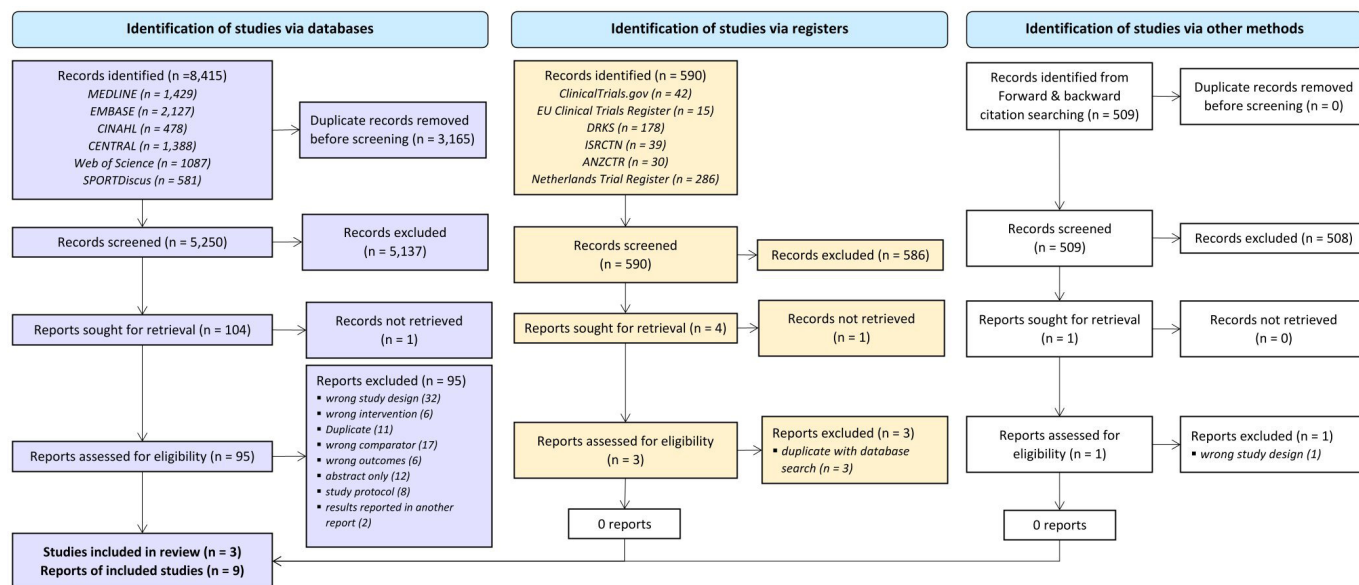 Identification of studies via databases
Records identified (n =8,415)
MEDLINE (n = 1,429)
EMBASE (n = 2,127)
CINAHL (n = 478)
CENTRAL (n = 1,388)
Web of Science (n = 1087)
SPORTDiscus (n = 581)
Duplicate records removed
before screening (n = 3,165)
Records screened (n = 5,250)
Records excluded
(n = 5,137)
Reports sought for retrieval (n = 104)
Records not retrieved
(n = 1)
Reports assessed for eligibility (n = 95)
Reports excluded (n = 95)
▪ wrong study design (32)
▪ wrong intervention (6)
▪ Duplicate (11)
▪ wrong comparator (17)
▪ wrong outcomes (6)
▪ abstract only (12)
▪ study protocol (8)
▪ results reported in another
report (2)
Studies included in review (n = 3)
Reports of included studies (n = 9)
Identification of studies via registers
Records identified (n = 590)
ClinicalTrials.gov (n = 42)
EU Clinical Trials Register (n = 15)
DRKS (n = 178)
ISRCTN (n = 39)
ANZCTR (n = 30)
Netherlands Trial Register (n = 286)
Records screened
(n = 590)
Records excluded (n = 586)
Reports sought for retrieval (n = 4)
Records not retrieved
(n = 1)
Reports assessed for eligibility
(n = 3)
Reports excluded (n = 3)
▪ duplicate with database
search (n = 3)
0 reports
Identification of studies via other methods
Records identified from
Forward & backward
citation searching (n = 509)
Duplicate records removed
before screening (n = 0)
Records screened
(n = 509)
Records excluded (n = 508)
Reports sought for retrieval
(n = 1)
Records not retrieved
(n = 0)
Reports assessed for
eligibility (n = 1)
Reports excluded (n = 1)
▪ wrong study design (1)
0 reports